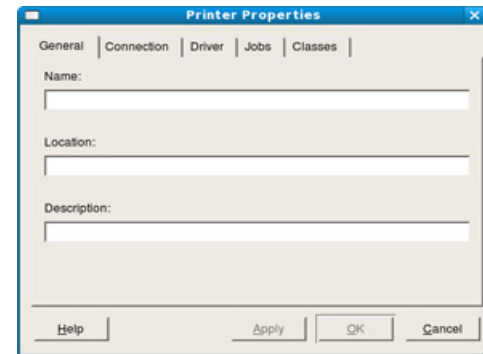 Printer Properties
General Connection Driver Jobs Classes
Name:
Location:
Description:
Help Apply OK Cancel